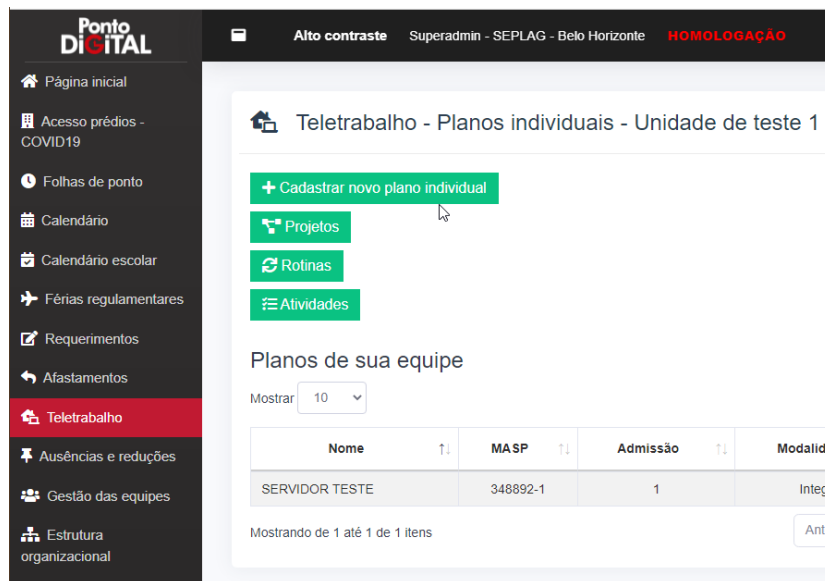 Ponto
DiGiTAL
Alto contraste Superadmin - SEPLAG - Belo Horizonte HOMOLOGAÇÃO
Página inicial
Acesso prédios -
COVID19
Folhas de ponto
Calendário
Calendário escolar
Férias regulamentares
Requerimentos
Afastamentos
Teletrabalho
Ausências e reduções
Gestão das equipes
Estrutura
organizacional
Teletrabalho - Planos individuais - Unidade de teste 1
Cadastrar novo plano individual
Projetos
Rotinas
Atividades
Planos de sua equipe
Mostrar 10
Nome MASP Admissão Modalid
SERVIDOR TESTE 348892-1 1 Integ
Mostrando de 1 até 1 de 1 itens Ant